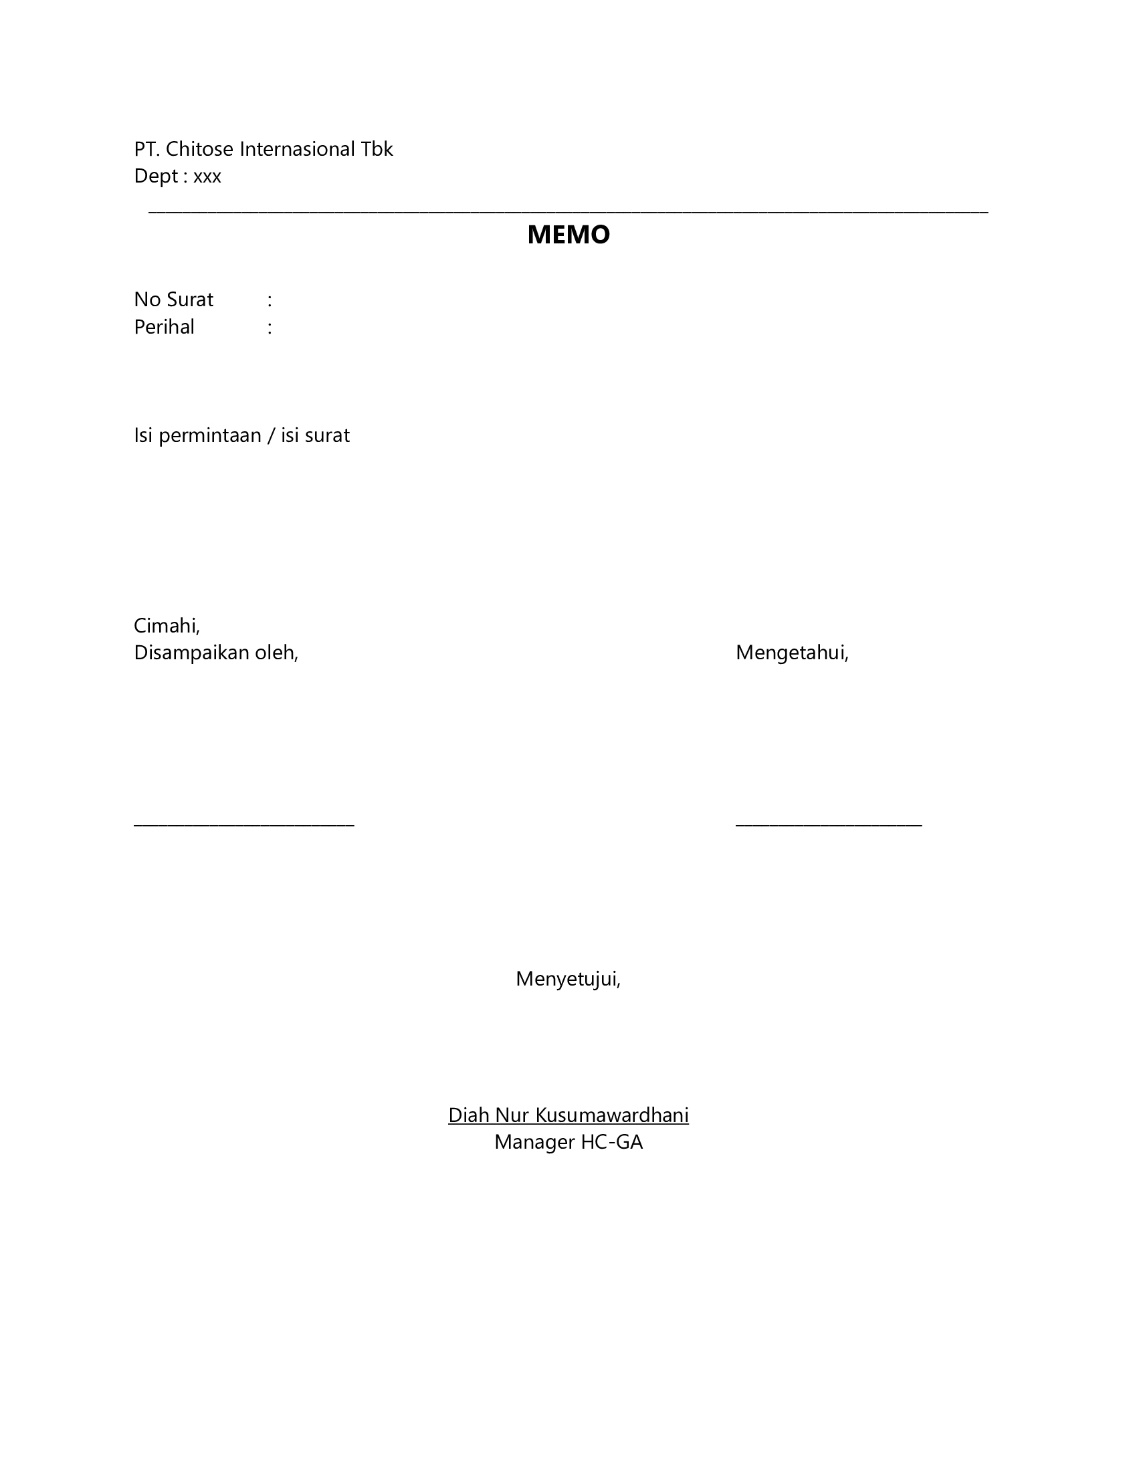 PT. Chitose Internasional Tbk
Dept : xxx
MEMO
No Surat :
Perihal :
Isi permintaan / isi surat
Cimahi,
Disampaikan oleh, Mengetahui,
Menyetujui,
Diah Nur Kusumawardhani
Manager HC-GA